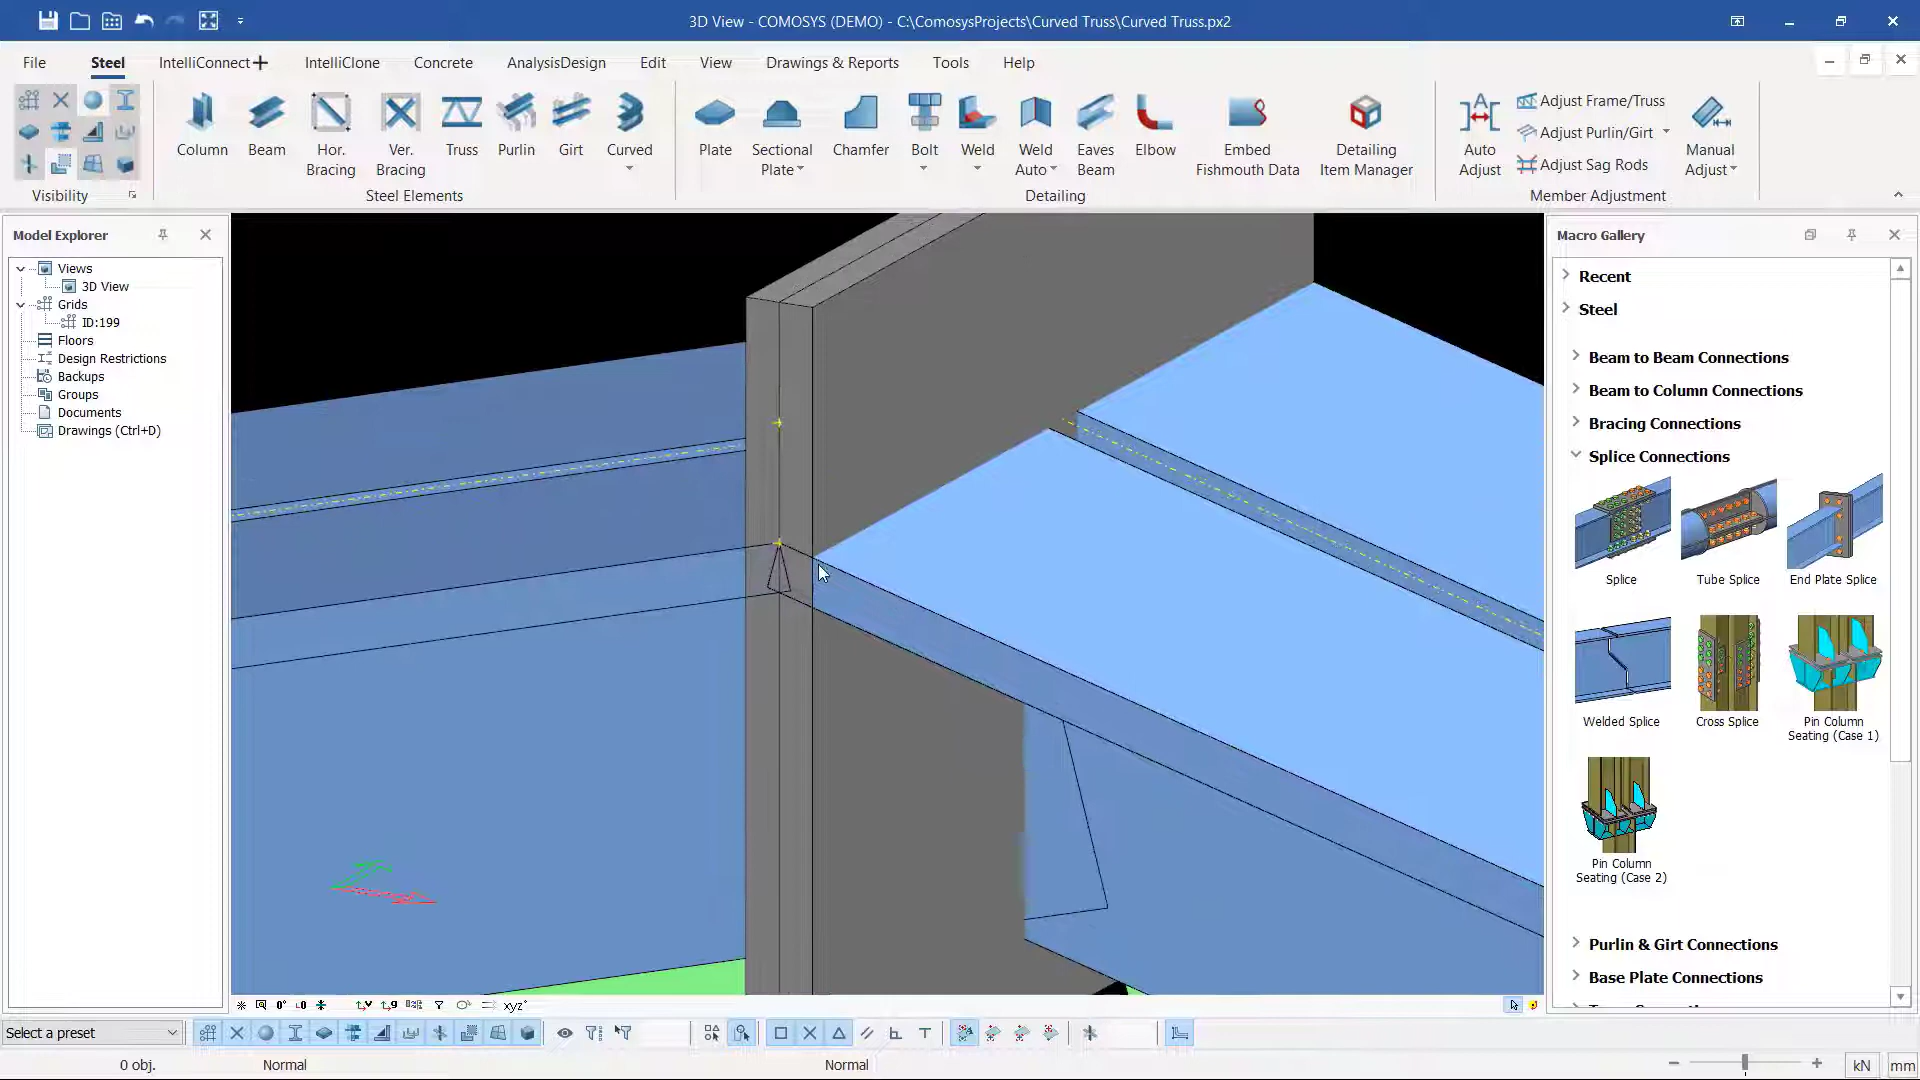 3D View - COMOSYS (DEMO) - C:\ComosysProjects\Curved Truss\Curved Truss.px2
File Steel IntelliConnect IntelliClone Concrete AnalysisDesign Edit View Drawings & Reports Tools Help
Column
Beam
Hor. Bracing
Ver. Bracing
Truss
Purlin
Girt
Curved
Plate
Sectional Plate
Chamfer
Bolt
Weld
Weld Auto
Eaves Beam
Elbow
Embed Fishmouth Data
Detailing Item Manager
Auto Adjust
Adjust Frame/Truss
Adjust Purlin/Girt
Adjust Sag Rods
Manual Adjust
Visibility
Steel Elements
Detailing
Member Adjustment
Model Explorer
Views
3D View
Grids
ID:199
Floors
Design Restrictions
Backups
Groups
Documents
Drawings (Ctrl+D)
Macro Gallery
Recent
Steel
Beam to Beam Connections
Beam to Column Connections
Bracing Connections
Splice Connections
Splice
Tube Splice
End Plate Splice
Welded Splice
Cross Splice
Pin Column
Seating (Case 1)
Pin Column
Seating (Case 2)
Purlin & Girt Connections
Base Plate Connections
xyz
Select a preset
0 obj.
Normal
Normal
kN
mm